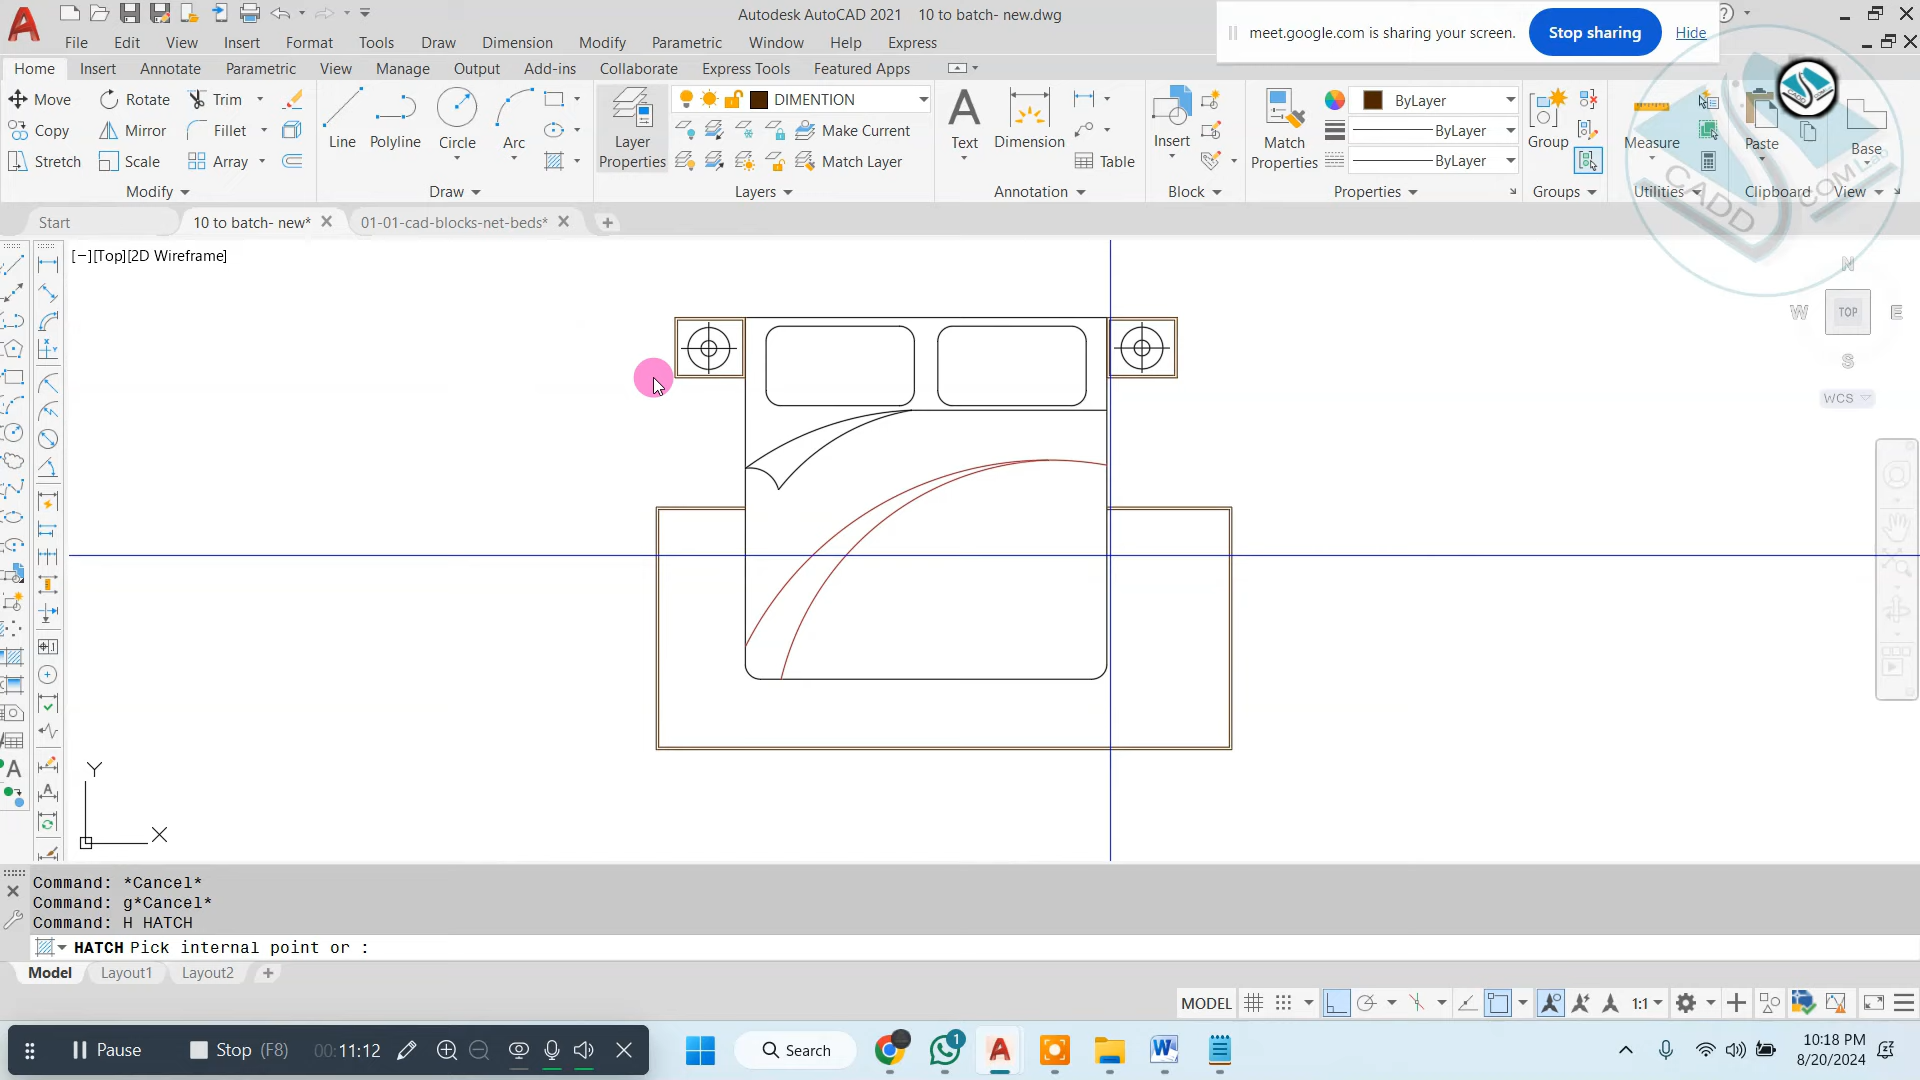 Autodesk AutoCAD 2021   10 to batch- new.dwg
meet.google.com is sharing your screen.
Stop sharing
Hide
File Edit View Insert Format Tools Draw Dimension Modify Parametric Window Help Express
Home Insert Annotate Parametric View Manage Output Add-ins Collaborate Express Tools Featured Apps
Move Rotate Trim
Copy Mirror Fillet
Stretch Scale Array
Modify
Line Polyline Circle Arc
Draw
Layer Properties
DIMENTION
Make Current
Match Layer
Layers
Text Dimension Table
Annotation
Insert
Block
Match Properties
ByLayer
ByLayer
ByLayer
Properties
Group
Groups
Measure
Utilities
Paste
Clipboard
Base
View
CADD
COM Lab
Start
10 to batch- new*
01-01-cad-blocks-net-beds*
[−][Top][2D Wireframe]
N
W TOP E
S
WCS
Y
X
Command: *Cancel*
Command: g*Cancel*
Command: H HATCH
HATCH Pick internal point or :
Model Layout1 Layout2
MODEL
1:1
Pause Stop (F8) 00:11:12
Search
1
10:18 PM
8/20/2024